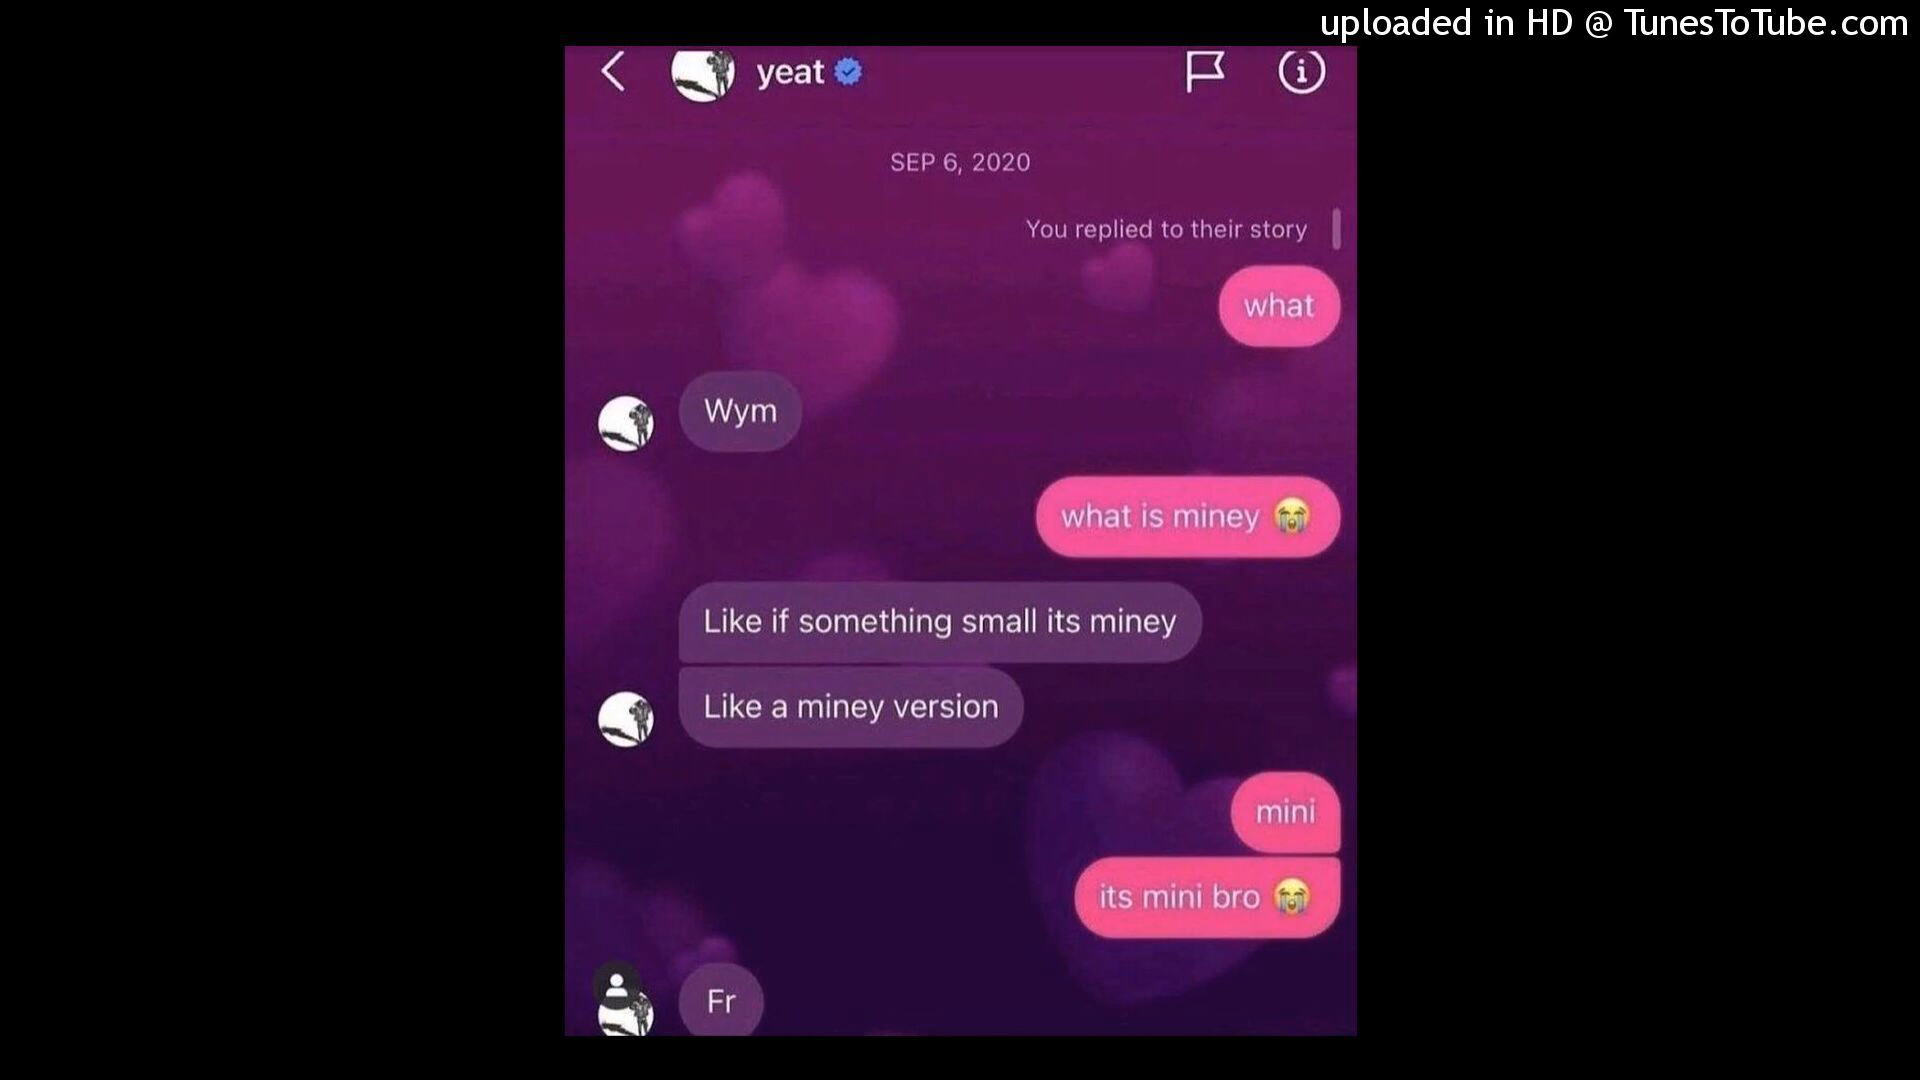 uploaded in HD @ TunesToTube.com
yeat
SEP 6, 2020
You replied to their story
what
Wym
what is miney 😭
Like if something small its miney
Like a miney version
mini
its mini bro 😭
Fr